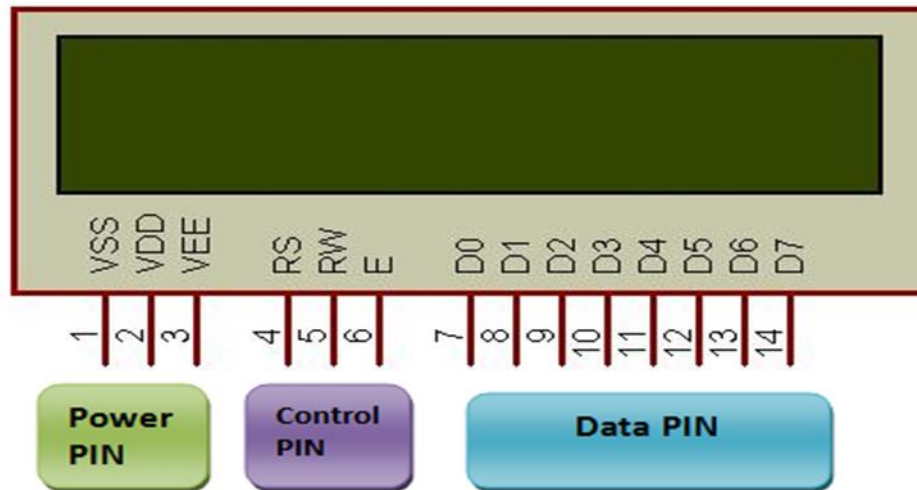 VSS VDD VEE RS RW E D0 D1 D2 D3 D4 D5 D6 D7
1 2 3 4 5 6 7 8 9 10 11 12 13 14
Power PIN
Control PIN
Data PIN